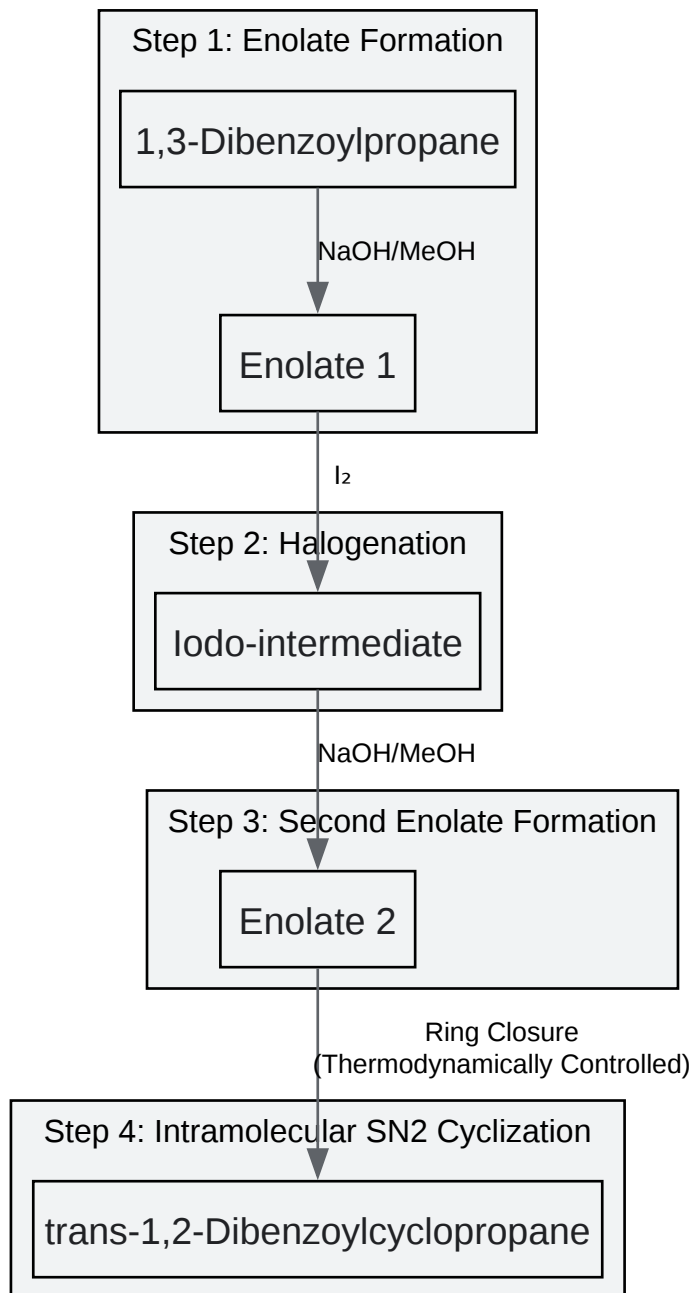 Step 1: Enolate Formation
1,3-Dibenzoylpropane
NaOH/MeOH
Enolate 1
I₂
Step 2: Halogenation
Iodo-intermediate
NaOH/MeOH
Step 3: Second Enolate Formation
Enolate 2
Ring Closure
(Thermodynamically Controlled)
Step 4: Intramolecular SN2 Cyclization
trans-1,2-Dibenzoylcyclopropane